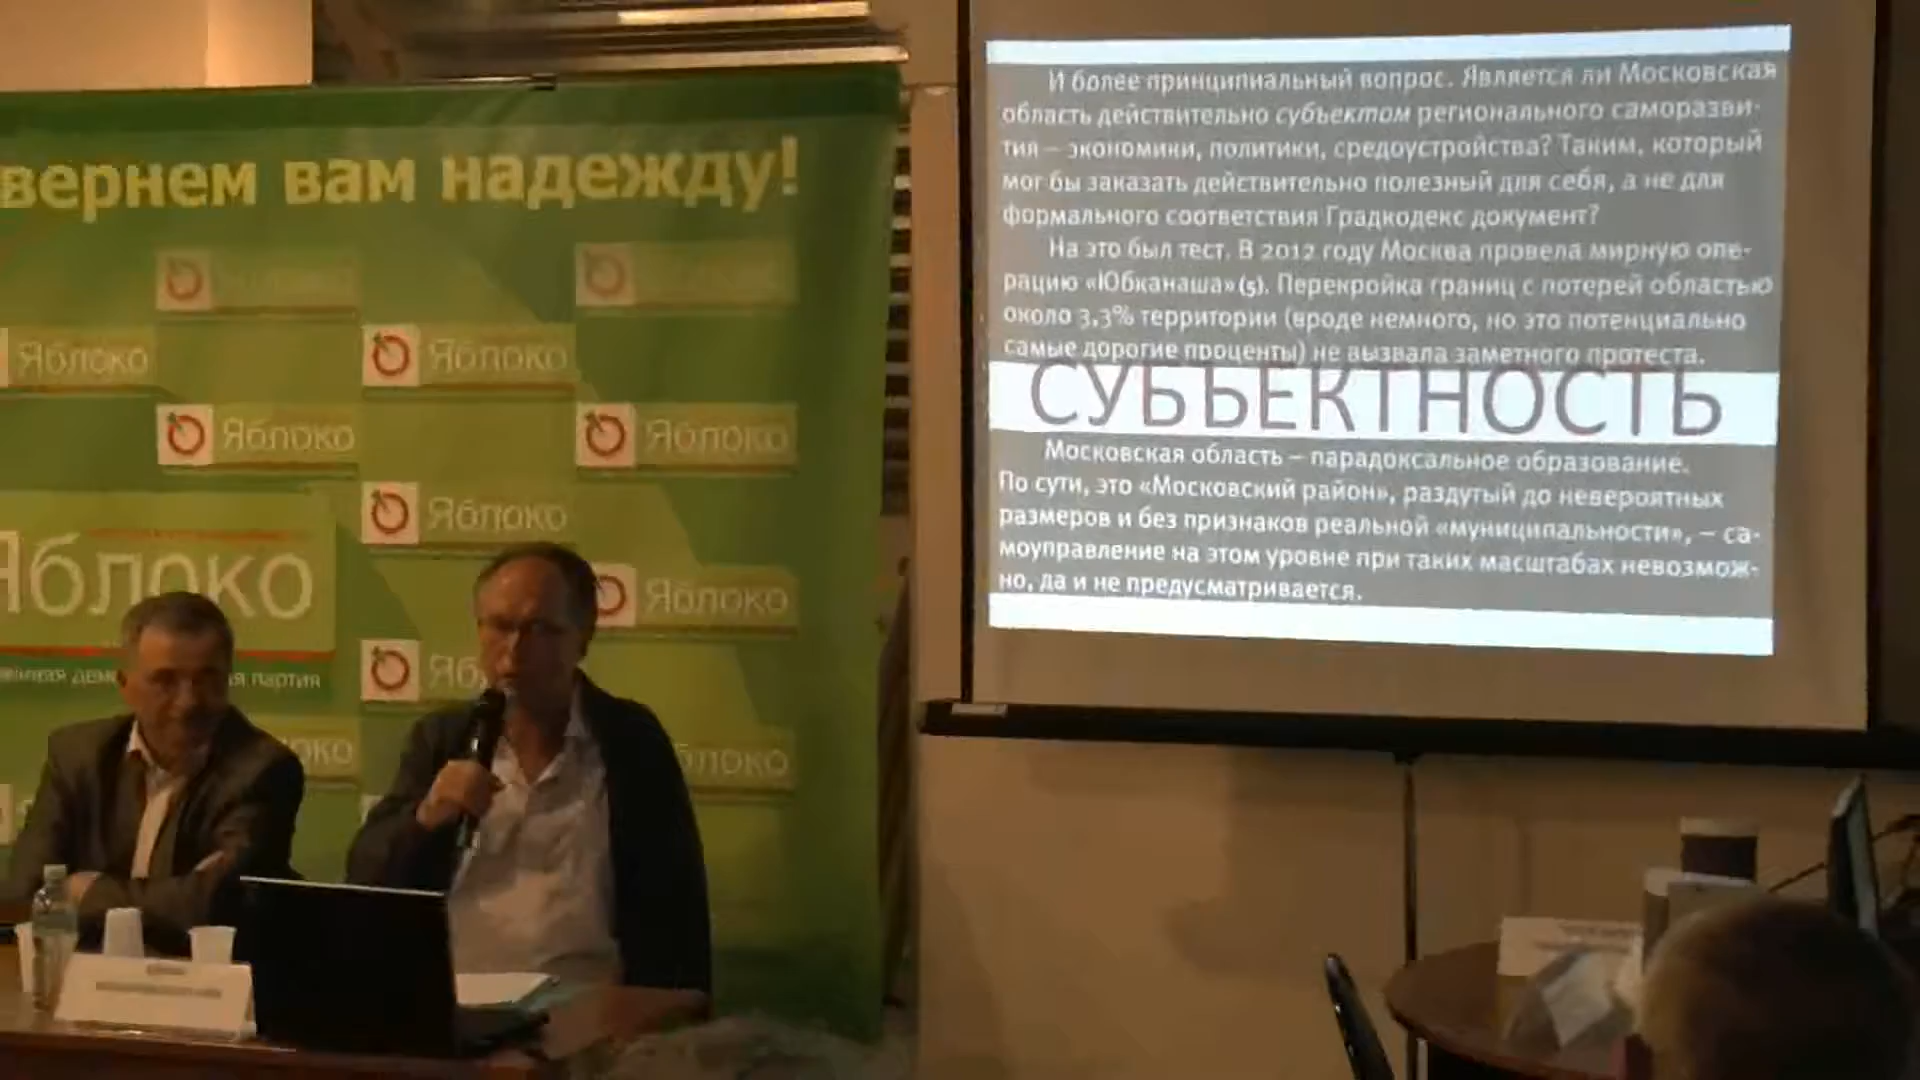 вернем вам надежду!
Яблоко
Яблоко
Яблоко
Яблоко
Яблоко
Яблоко
Яблоко
партия
И более принципиальный вопрос. Является ли Московская
область действительно субъектом регионального саморазви-
тия – экономики, политики, средоустройства? Таким, который
мог бы заказать действительно полезный для себя, а не для
формального соответствия Градкодекс документ?
На это был тест. В 2012 году Москва провела мирную опе-
рацию «Юбканаша» (5). Перекройка границ с потерей областью
около 3,3% территории (вроде немного, но это потенциально
самые дорогие проценты) не вызвала заметного протеста.
СУБЪЕКТНОСТЬ
Московская область – парадоксальное образование.
По сути, это «Московский район», раздутый до невероятных
размеров и без признаков реальной «муниципальности», – са-
моуправление на этом уровне при таких масштабах невозмож-
но, да и не предусматривается.